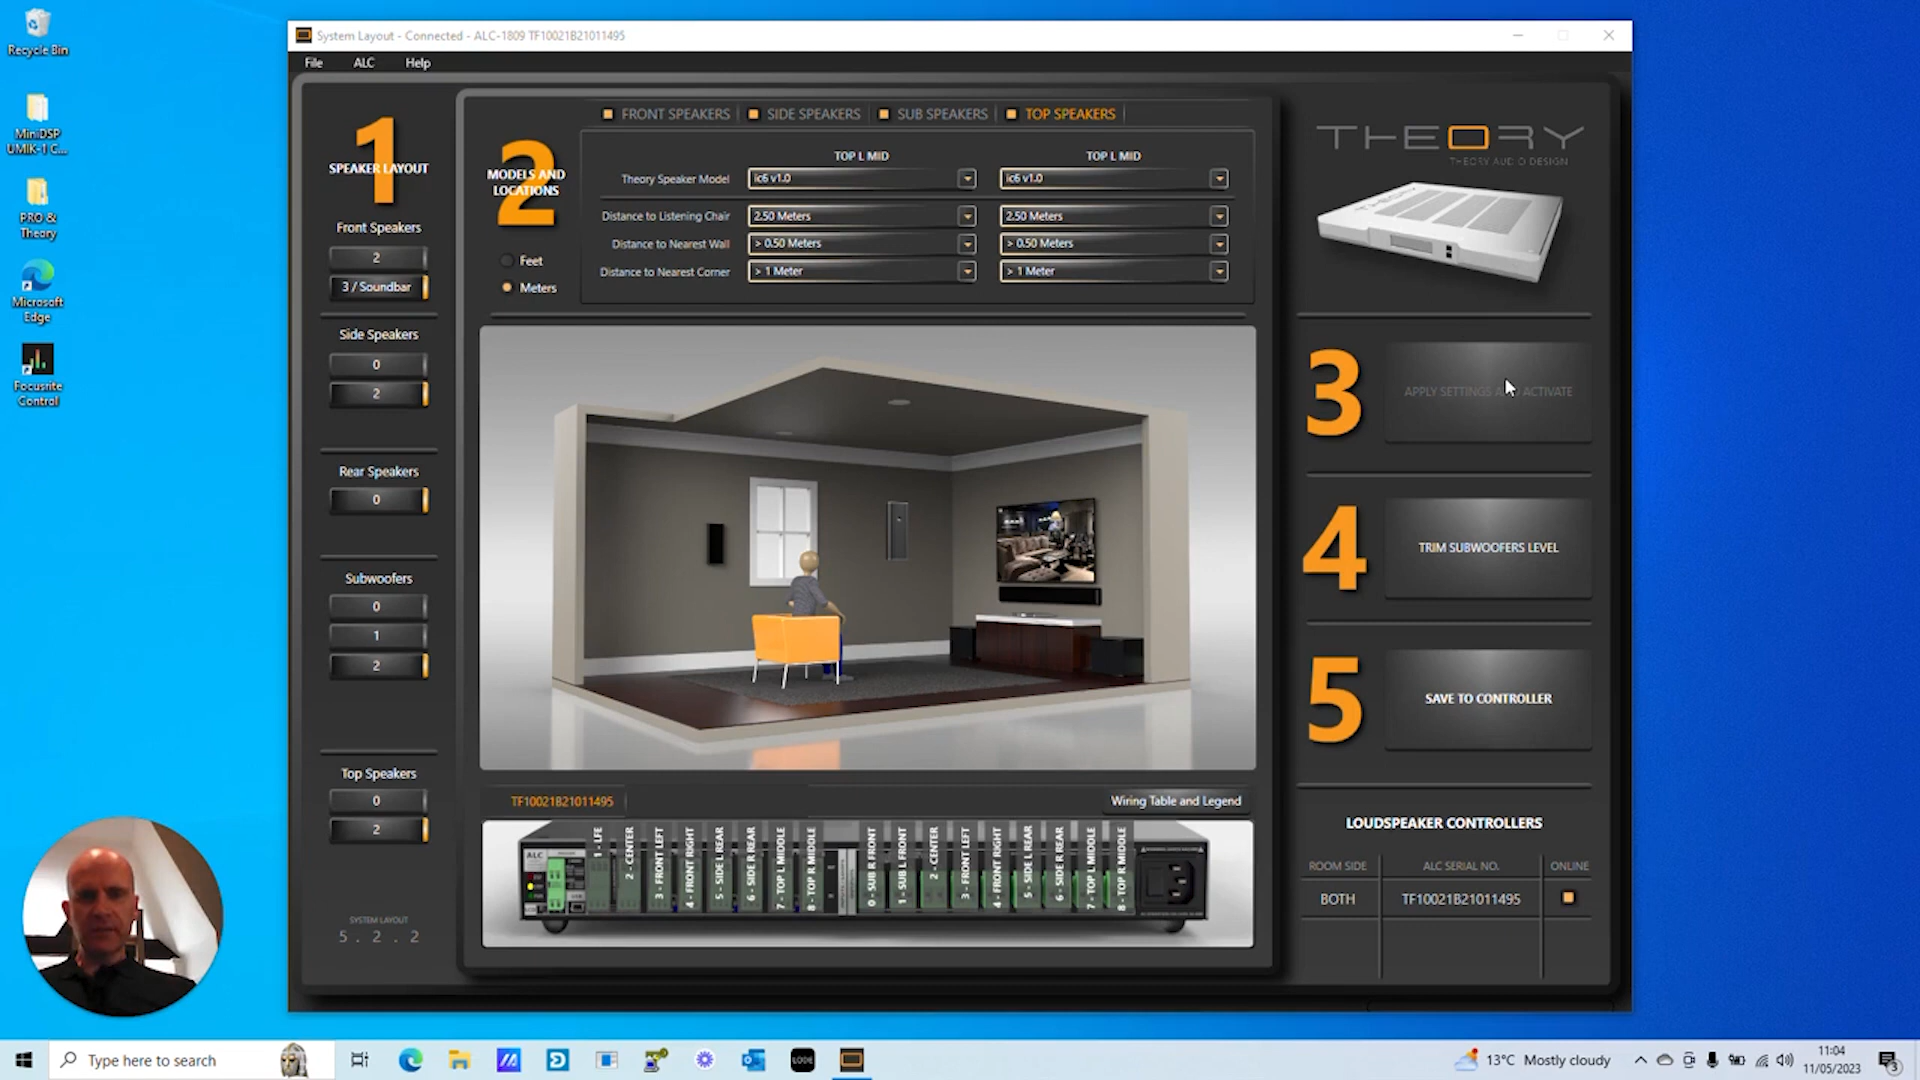 Recycle Bin
MiniDSP
UMIK-1 C...
PRO &
Theory
Microsoft
Edge
Focusrite
Control
System Layout - Connected - ALC-1809 TF10021B21011495
File ALC Help
1
SPEAKER LAYOUT
Front Speakers
2
3 / Soundbar
Side Speakers
0
2
Rear Speakers
0
Subwoofers
0
1
2
Top Speakers
0
2
SYSTEM LAYOUT
5 . 2 . 2
2
MODELS AND
LOCATIONS
Feet
Meters
FRONT SPEAKERS SIDE SPEAKERS SUB SPEAKERS TOP SPEAKERS
TOP L MID TOP L MID
Theory Speaker Model ic6 v1.0 ic6 v1.0
Distance to Listening Chair 2.50 Meters 2.50 Meters
Distance to Nearest Wall > 0.50 Meters > 0.50 Meters
Distance to Nearest Corner > 1 Meter > 1 Meter
TF10021B21011495
Wiring Table and Legend
ALC
1 - LFE
2 - CENTER
3 - FRONT LEFT
4 - FRONT RIGHT
5 - SIDE L REAR
6 - SIDE R REAR
7 - TOP L MIDDLE
8 - TOP R MIDDLE
0 - SUB R FRONT
1 - SUB L FRONT
2 - CENTER
3 - FRONT LEFT
4 - FRONT RIGHT
5 - SIDE L REAR
6 - SIDE R REAR
7 - TOP L MIDDLE
8 - TOP R MIDDLE
THEORY
THEORY AUDIO DESIGN
3
APPLY SETTINGS AND ACTIVATE
4
TRIM SUBWOOFERS LEVEL
5
SAVE TO CONTROLLER
LOUDSPEAKER CONTROLLERS
ROOM SIDE ALC SERIAL NO. ONLINE
BOTH TF10021B21011495
Type here to search
13°C Mostly cloudy
11:04
11/05/2023
3